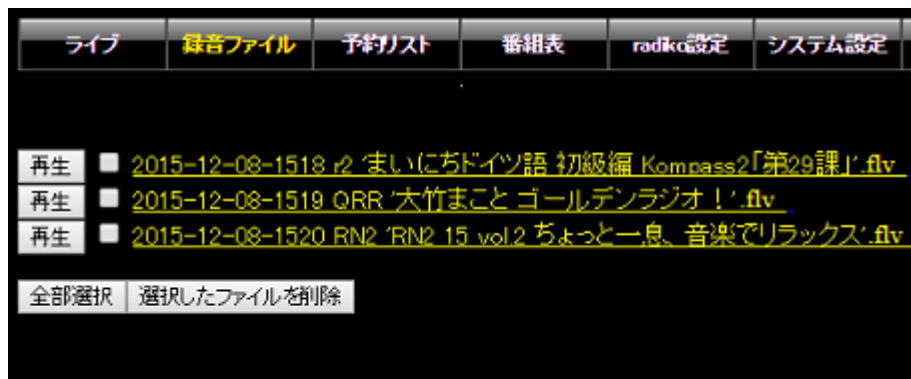 ライブ 録音ファイル 予約リスト 番組表 radiko設定 システム設定
再生 2015-12-08-1518 r2 'まいにちドイツ語 初級編 Kompass2「第29課」'.flv
再生 2015-12-08-1519 QRR '大竹まこと ゴールデンラジオ！'.flv
再生 2015-12-08-1520 RN2 'RN2 15 vol.2 ちょっと一息、音楽でリラックス'.flv
全部選択 選択したファイルを削除